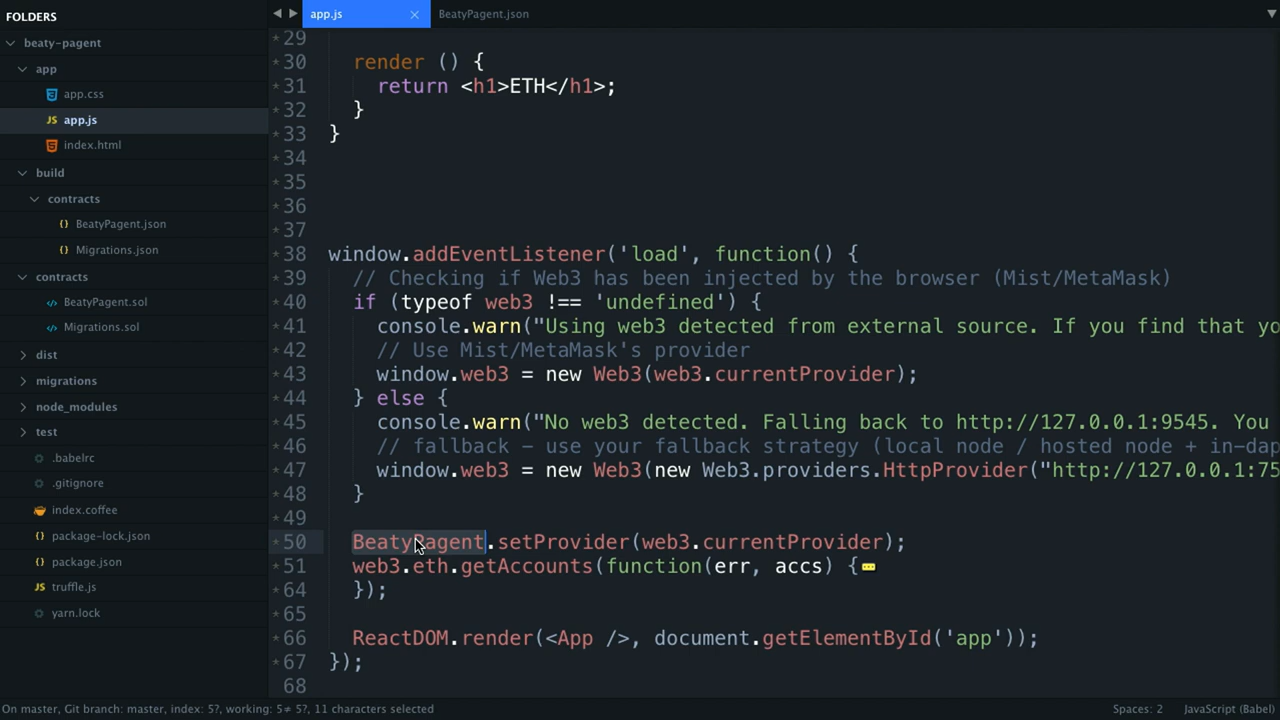 FOLDERS
beaty-pagent
app
app.css
app.js
index.html
build
contracts
BeatyPagent.json
Migrations.json
contracts
BeatyPagent.sol
Migrations.sol
dist
migrations
node_modules
test
.babelrc
.gitignore
index.coffee
package-lock.json
package.json
truffle.js
yarn.lock
app.js
BeatyPagent.json
29
30 render () {
31 return <h1>ETH</h1>;
32 }
33 }
34
35
36
37
38 window.addEventListener('load', function() {
39 // Checking if Web3 has been injected by the browser (Mist/MetaMask)
40 if (typeof web3 !== 'undefined') {
41 console.warn("Using web3 detected from external source. If you find that yo
42 // Use Mist/MetaMask's provider
43 window.web3 = new Web3(web3.currentProvider);
44 } else {
45 console.warn("No web3 detected. Falling back to http://127.0.0.1:9545. You
46 // fallback – use your fallback strategy (local node / hosted node + in-dap
47 window.web3 = new Web3(new Web3.providers.HttpProvider("http://127.0.0.1:75
48 }
49
50 BeatyPagent.setProvider(web3.currentProvider);
51 web3.eth.getAccounts(function(err, accs) {
64 });
65
66 ReactDOM.render(<App />, document.getElementById('app'));
67 });
68
On master, Git branch: master, index: 5?, working: 5≠ 5?, 11 characters selected
Spaces: 2
JavaScript (Babel)